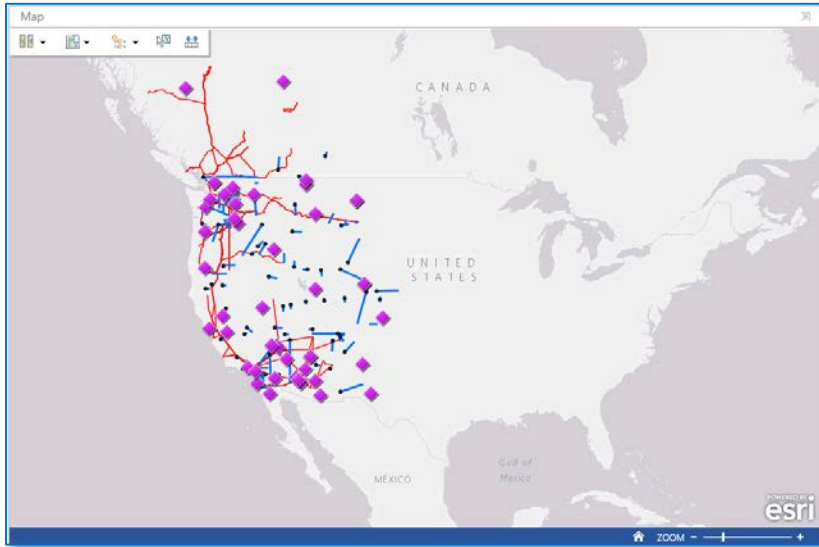 Map
CANADA
UNITED
STATES
MÉXICO
Gulf of
Mexico
POWERED BY
esri
ZOOM